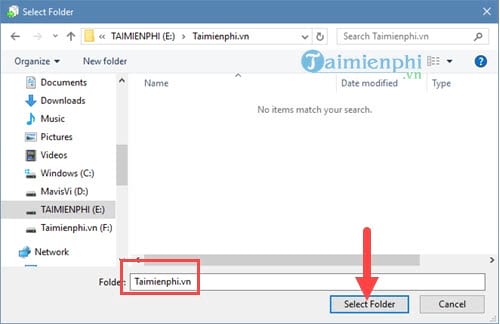 Select Folder
« TAIMIENPHI (E:) > Taimienphi.vn
Search Taimienphi.vn
Organize
New folder
Taimienphi
.vn
Name
Date modified
Type
No items match your search.
Documents
Downloads
Music
Pictures
Videos
Windows (C:)
MavisVi (D:)
TAIMIENPHI (E:)
Taimienphi.vn (F:)
Network
Folder: Taimienphi.vn
Select Folder
Cancel